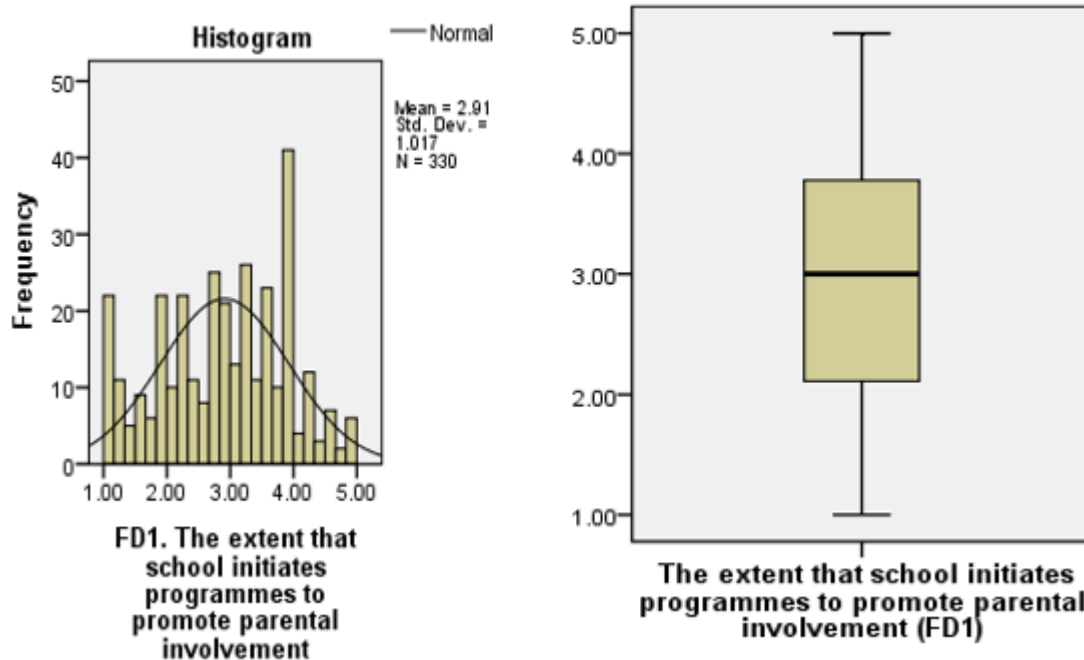 Histogram
Normal
Mean = 2.91
Std. Dev. =
1.017
N = 330
Frequency
50
40
30
20
10
0
1.00 2.00 3.00 4.00 5.00
FD1. The extent that
school initiates
programmes to
promote parental
involvement
5.00
4.00
3.00
2.00
1.00
The extent that school initiates
programmes to promote parental
involvement (FD1)